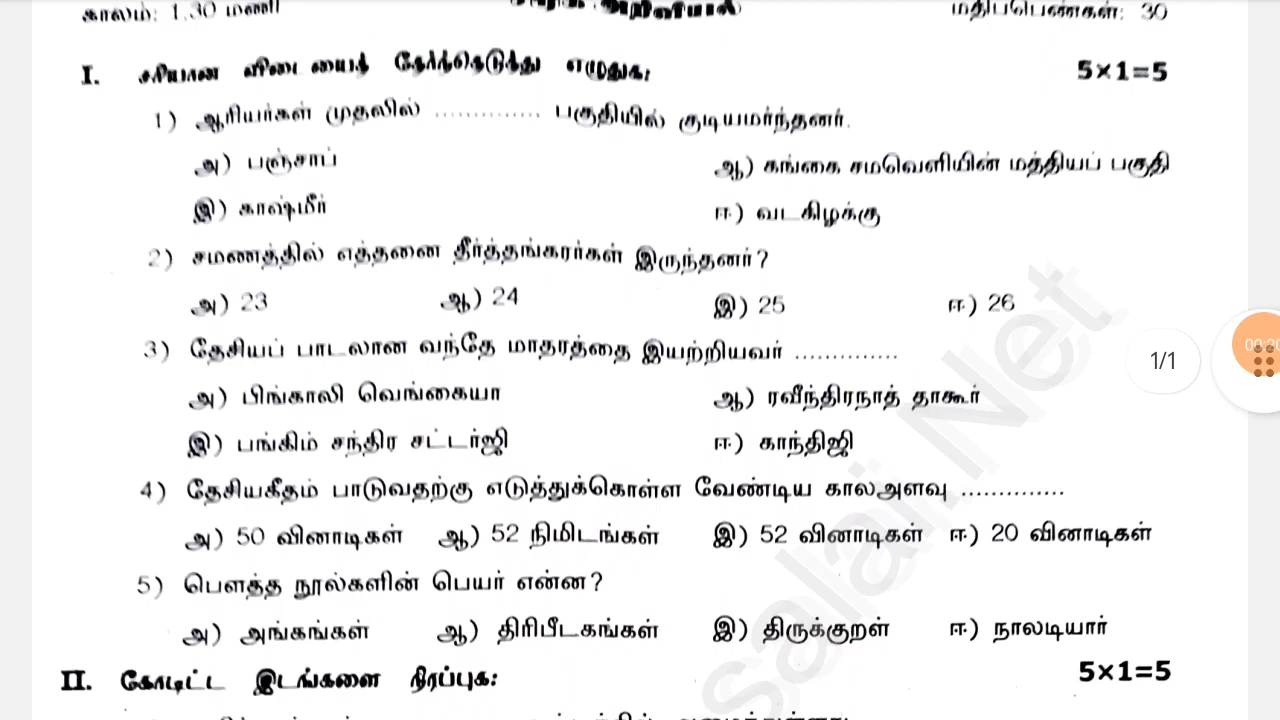 காலம்: 1.30 மணி மதிப்பெண்கள்: 30
I. சரியான விடை யைத் தேர்ந்தெடுத்து எழுதுக: 5×1=5
1) ஆரியர்கள் முதலில் .............. பகுதியில் குடியமர்ந்தனர்.
அ) பஞ்சாப் ஆ) கங்கை சமவெளியின் மத்தியப் பகுதி
இ) காஷ்மீர் ஈ) வடகிழக்கு
2) சமணத்தில் எத்தனை தீர்த்தங்கரர்கள் இருந்தனர்?
அ) 23 ஆ) 24 இ) 25 ஈ) 26
3) தேசியப் பாடலான வந்தே மாதரத்தை இயற்றியவர் ..............
அ) பிங்காலி வெங்கையா ஆ) ரவீந்திரநாத் தாகூர்
இ) பங்கிம் சந்திர சட்டர்ஜி ஈ) காந்திஜி
1/1
4) தேசியகீதம் பாடுவதற்கு எடுத்துக்கொள்ள வேண்டிய காலஅளவு ..............
அ) 50 வினாடிகள் ஆ) 52 நிமிடங்கள் இ) 52 வினாடிகள் ஈ) 20 வினாடிகள்
5) பௌத்த நூல்களின் பெயர் என்ன?
அ) அங்கங்கள் ஆ) திரிபீடகங்கள் இ) திருக்குறள் ஈ) நாலடியார்
II. கோடிட்ட இடங்களை நிரப்புக: 5×1=5
salai.Net